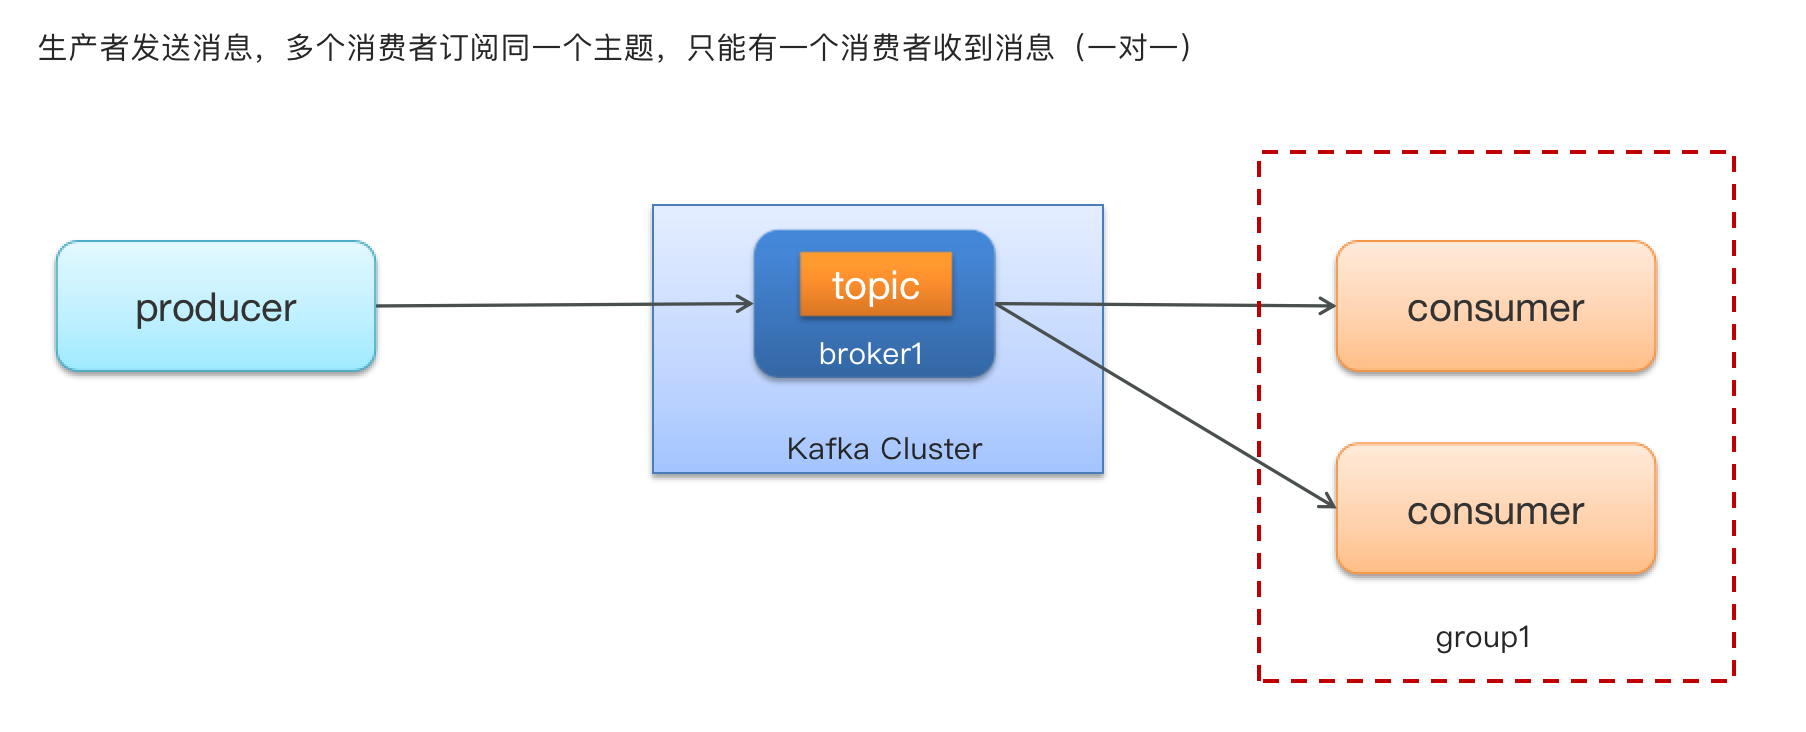 生产者发送消息，多个消费者订阅同一个主题，只能有一个消费者收到消息（一对一）
producer
topic
broker1
Kafka Cluster
consumer
consumer
group1